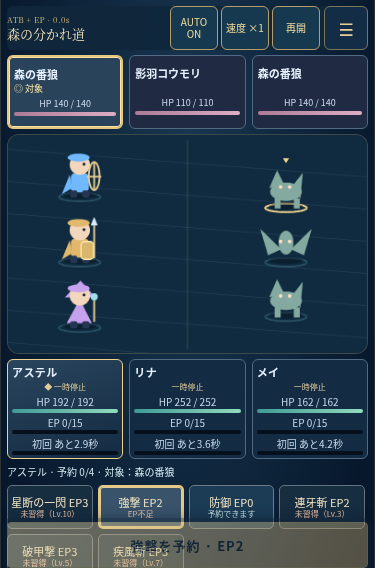 ATB + EP · 0.0s
森の分かれ道
AUTO
ON
速度 ×1
再開
☰
森の番狼
◎ 対象
HP 140 / 140
影羽コウモリ
HP 110 / 110
森の番狼
HP 140 / 140
アステル
◆ 一時停止
HP 192 / 192
EP 0/15
初回 あと2.9秒
リナ
一時停止
HP 252 / 252
EP 0/15
初回 あと3.6秒
メイ
一時停止
HP 162 / 162
EP 0/15
初回 あと4.2秒
アステル · 予約 0/4 · 対象：森の番狼
星断の一閃 EP3
未習得（Lv.10）
強撃 EP2
EP不足
防御 EP0
予約できます
連牙斬 EP2
未習得（Lv.3）
破甲撃 EP3
未習得（Lv.5）
疾風斬 EP3
未習得（Lv.7）
強撃を予約 · EP2